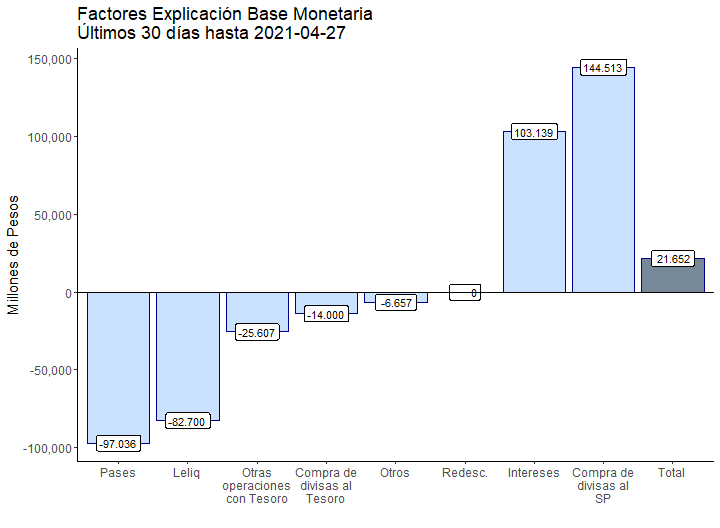 Factores Explicación Base Monetaria
Últimos 30 días hasta 2021-04-27
Millones de Pesos
150,000
100,000
50,000
0
-50,000
-100,000
-97.036
-82.700
-25.607
-14.000
-6.657
0
103.139
144.513
21.652
Pases
Leliq
Otras
operaciones
con Tesoro
Compra de
divisas al
Tesoro
Otros
Redesc.
Intereses
Compra de
divisas al
SP
Total